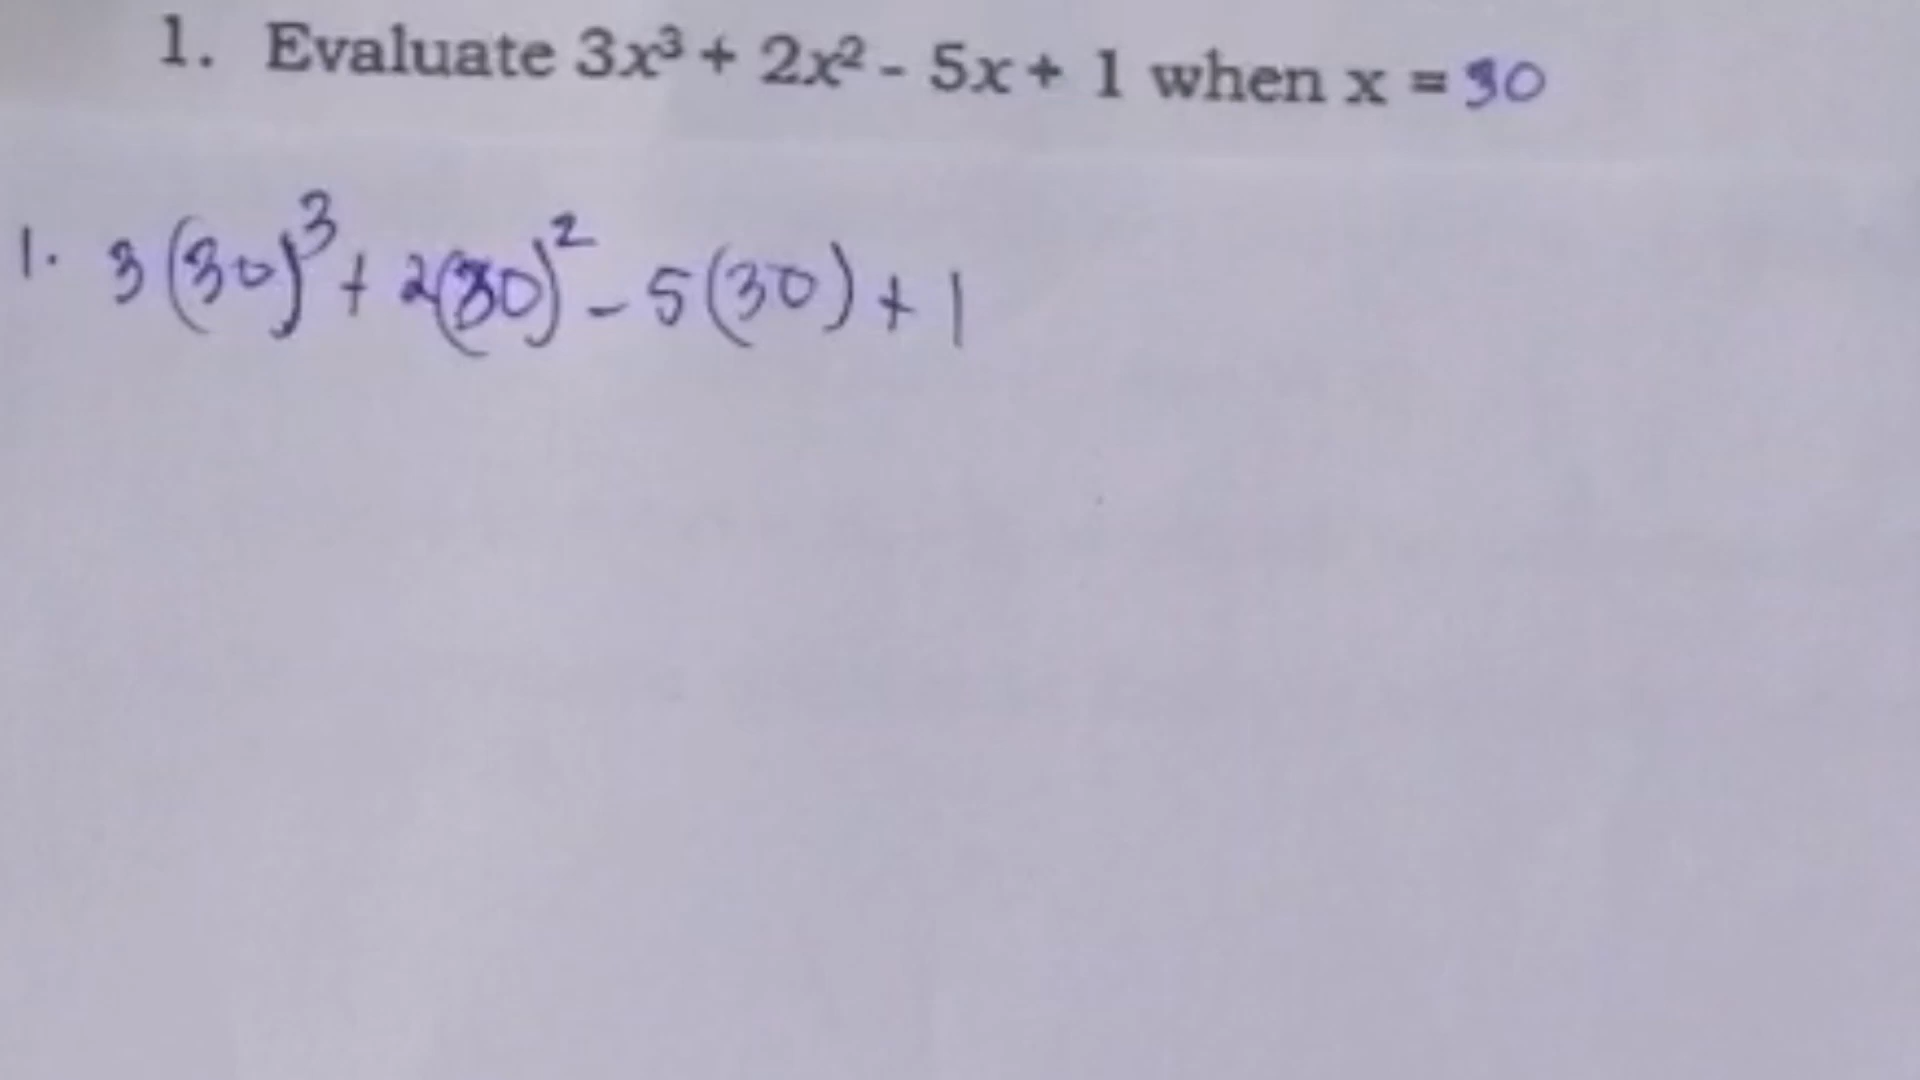 1. Evaluate 3x³ + 2x² - 5x + 1 when x = 30
1. 3(30)³ + 2(30)² - 5(30) + 1